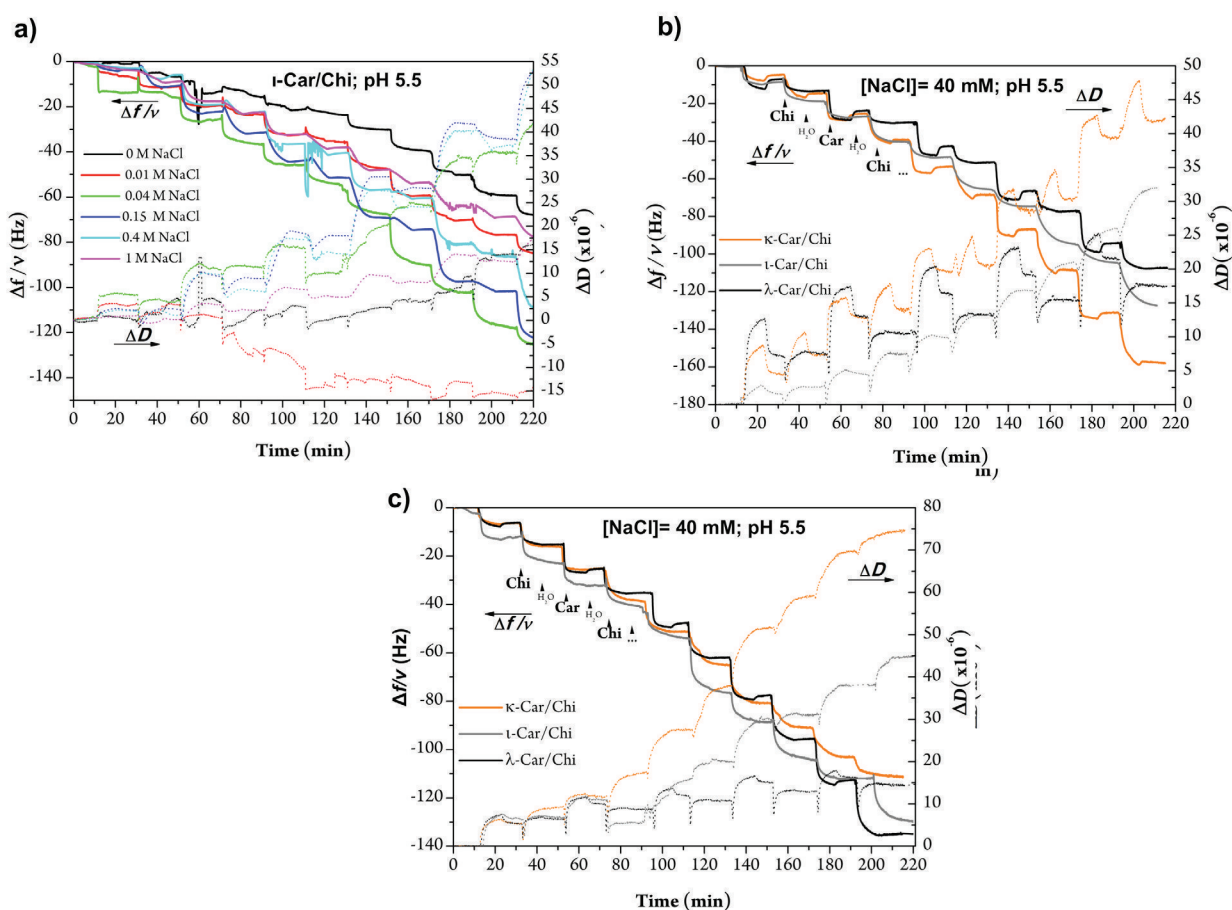 a)
ι-Car/Chi; pH 5.5
Δf/ν
0 M NaCl
0.01 M NaCl
0.04 M NaCl
0.15 M NaCl
0.4 M NaCl
1 M NaCl
ΔD
Δf/ν (Hz)
0
-20
-40
-60
-80
-100
-120
-140
ΔD (x10⁻⁶)
55
50
45
40
35
30
25
20
15
10
5
0
-5
-10
-15
0 20 40 60 80 100 120 140 160 180 200 220
Time (min)
b)
[NaCl]= 40 mM; pH 5.5
ΔD
Chi
H₂O
Car
H₂O
Chi
...
Δf/ν
κ-Car/Chi
ι-Car/Chi
λ-Car/Chi
Δf/ν (Hz)
0
-20
-40
-60
-80
-100
-120
-140
-160
-180
ΔD (x10⁻⁶)
50
45
40
35
30
25
20
15
10
5
0
0 20 40 60 80 100 120 140 160 180 200 220
Time (min)
in)
c)
[NaCl]= 40 mM; pH 5.5
ΔD
Chi
H₂O
Car
H₂O
Chi
...
Δf/ν
κ-Car/Chi
ι-Car/Chi
λ-Car/Chi
Δf/ν (Hz)
0
-20
-40
-60
-80
-100
-120
-140
ΔD( x10⁻⁶)
80
70
60
50
40
30
20
10
0
0 20 40 60 80 100 120 140 160 180 200 220
Time (min)